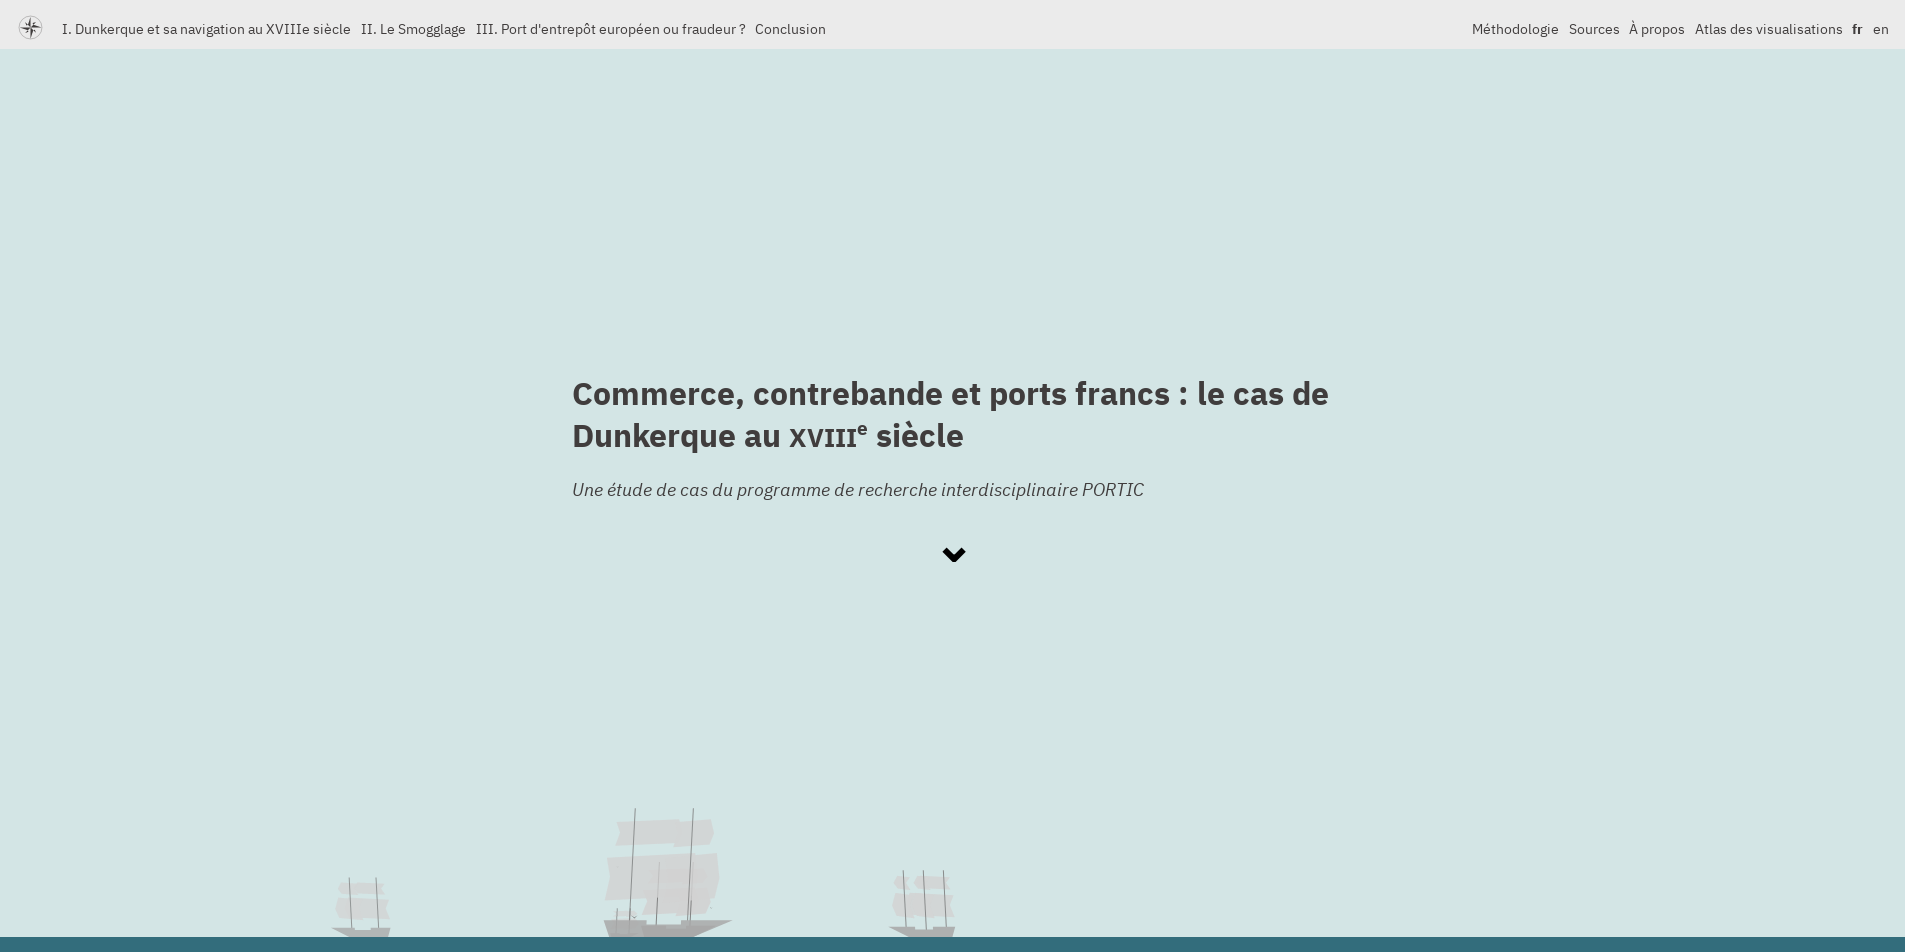 I. Dunkerque et sa navigation au XVIIIe siècle II. Le Smogglage III. Port d'entrepôt européen ou fraudeur ? Conclusion Méthodologie Sources À propos Atlas des visualisations fr en
Commerce, contrebande et ports francs : le cas de
Dunkerque au XVIIIe siècle
Une étude de cas du programme de recherche interdisciplinaire PORTIC